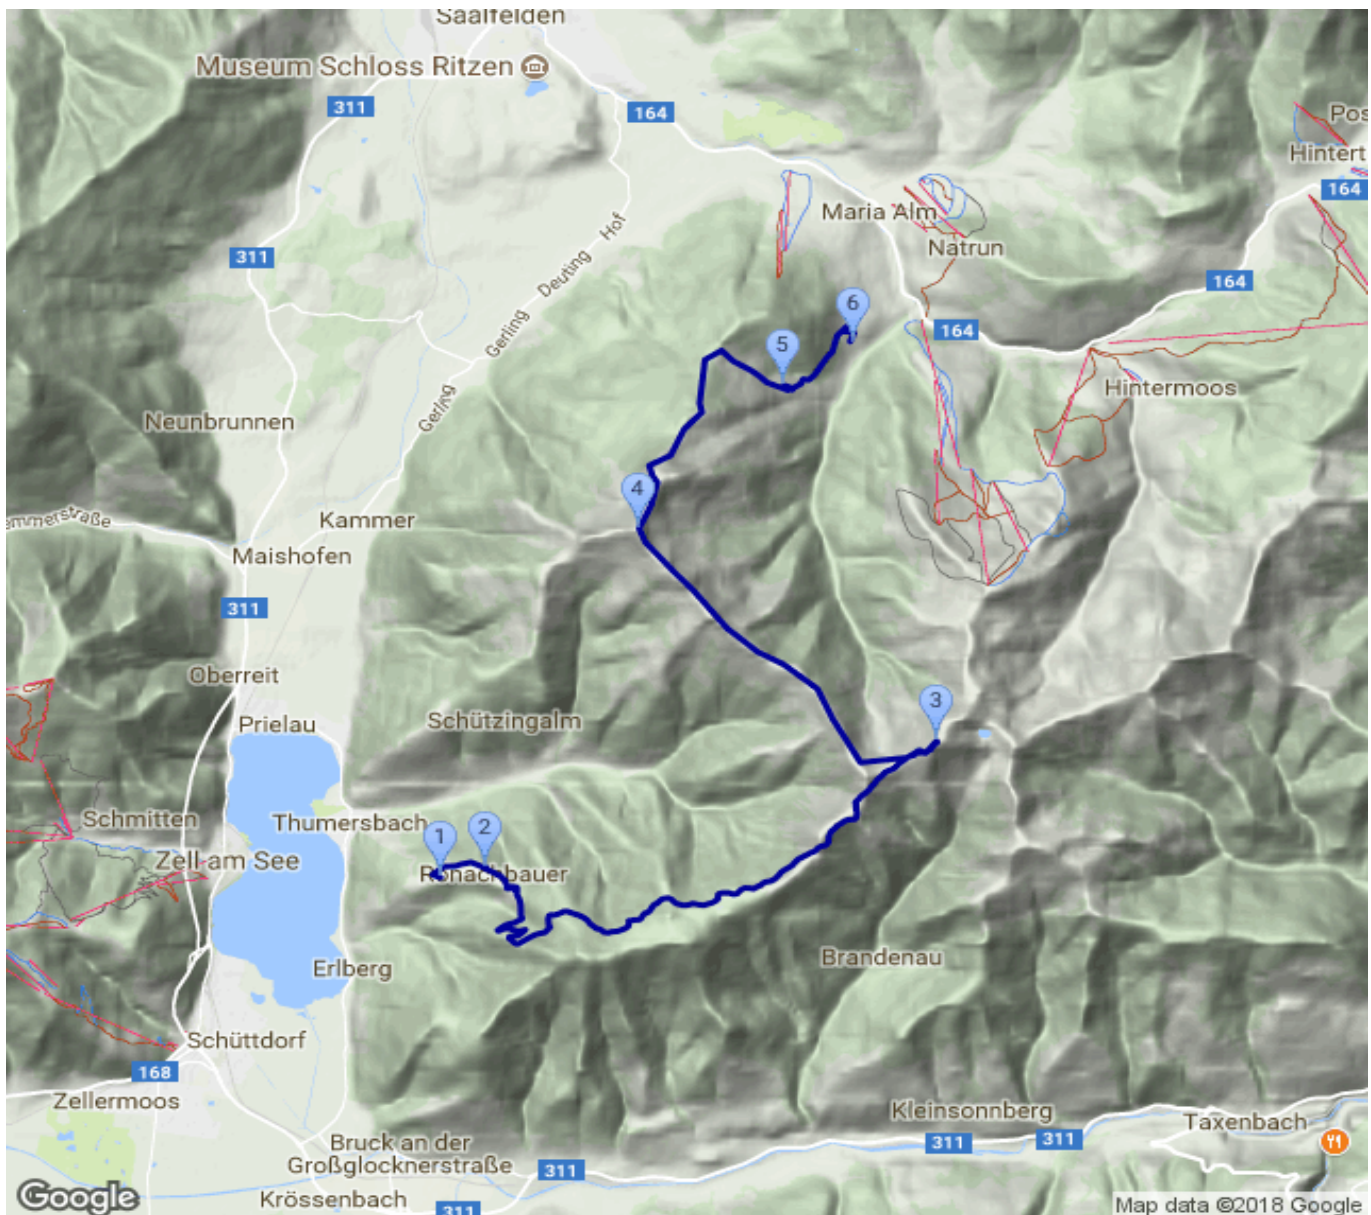 Saalfelden
Museum Schloss Ritzen
311
164
Pos
Hintert
164
Maria Alm
Natrun
311
Gerling Deuting Hof
164
6
164
5
Gerling
Hintermoos
Neunbrunnen
4
emmerstraße
Kammer
Maishofen
311
Oberreit
3
Prielau
Schützingalm
Schmitten
Thumersbach
1
2
Zell am See
Ronachbauer
Erlberg
Brandenau
Schüttdorf
168
Zellermoos
Kleinsonnberg
Taxenbach
311
311
Bruck an der
Großglocknerstraße
311
Krössenbach
311
Google
Map data ©2018 Google